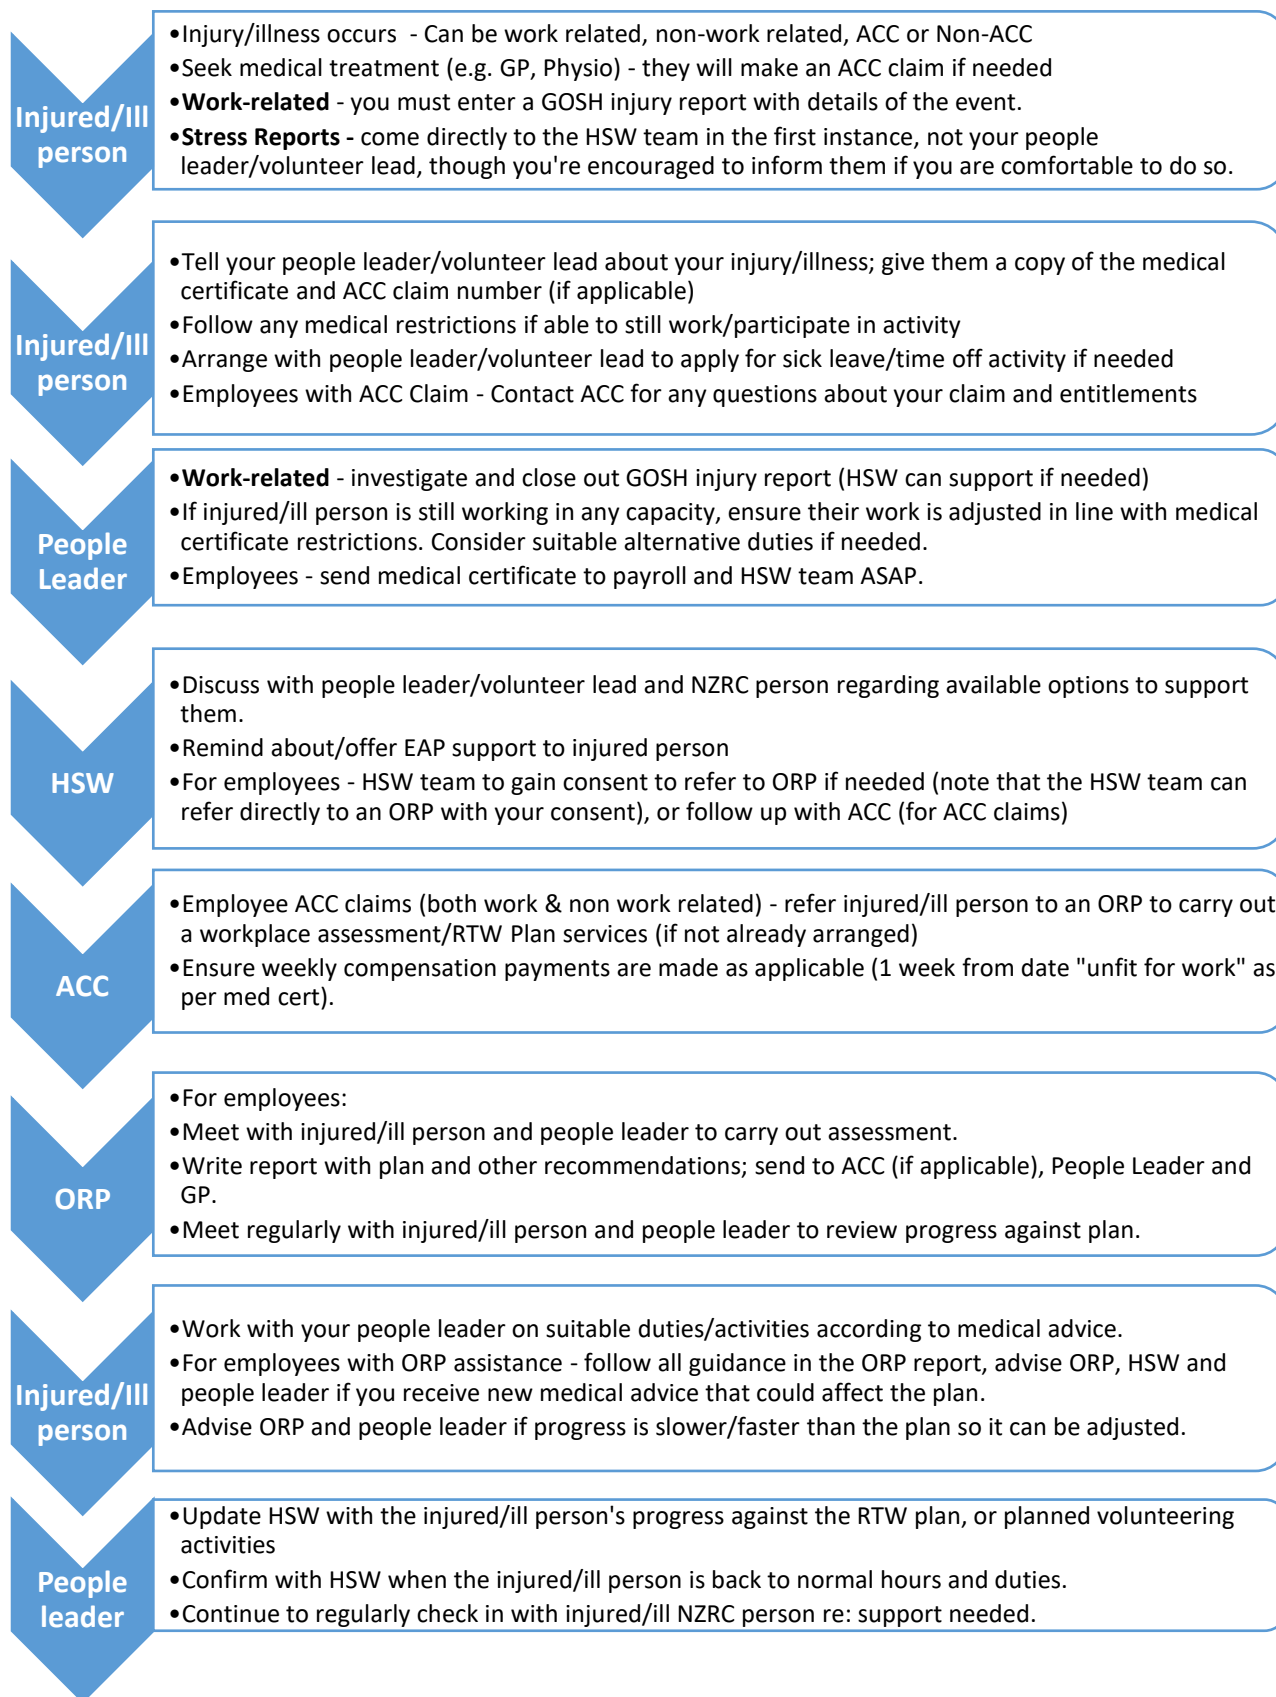 Injured/Ill
person
•Injury/illness occurs  - Can be work related, non-work related, ACC or Non-ACC
•Seek medical treatment (e.g. GP, Physio) - they will make an ACC claim if needed
•Work-related - you must enter a GOSH injury report with details of the event.
•Stress Reports - come directly to the HSW team in the first instance, not your people
leader/volunteer lead, though you're encouraged to inform them if you are comfortable to do so.
Injured/Ill
person
•Tell your people leader/volunteer lead about your injury/illness; give them a copy of the medical
certificate and ACC claim number (if applicable)
•Follow any medical restrictions if able to still work/participate in activity
•Arrange with people leader/volunteer lead to apply for sick leave/time off activity if needed
•Employees with ACC Claim - Contact ACC for any questions about your claim and entitlements
People
Leader
•Work-related - investigate and close out GOSH injury report (HSW can support if needed)
•If injured/ill person is still working in any capacity, ensure their work is adjusted in line with medical
certificate restrictions. Consider suitable alternative duties if needed.
•Employees - send medical certificate to payroll and HSW team ASAP.
HSW
•Discuss with people leader/volunteer lead and NZRC person regarding available options to support
them.
•Remind about/offer EAP support to injured person
•For employees - HSW team to gain consent to refer to ORP if needed (note that the HSW team can
refer directly to an ORP with your consent), or follow up with ACC (for ACC claims)
ACC
•Employee ACC claims (both work & non work related) - refer injured/ill person to an ORP to carry out
a workplace assessment/RTW Plan services (if not already arranged)
•Ensure weekly compensation payments are made as applicable (1 week from date "unfit for work" as
per med cert).
ORP
•For employees:
•Meet with injured/ill person and people leader to carry out assessment.
•Write report with plan and other recommendations; send to ACC (if applicable), People Leader and
GP.
•Meet regularly with injured/ill person and people leader to review progress against plan.
Injured/Ill
person
•Work with your people leader on suitable duties/activities according to medical advice.
•For employees with ORP assistance - follow all guidance in the ORP report, advise ORP, HSW and
people leader if you receive new medical advice that could affect the plan.
•Advise ORP and people leader if progress is slower/faster than the plan so it can be adjusted.
People
leader
•Update HSW with the injured/ill person's progress against the RTW plan, or planned volunteering
activities
•Confirm with HSW when the injured/ill person is back to normal hours and duties.
•Continue to regularly check in with injured/ill NZRC person re: support needed.